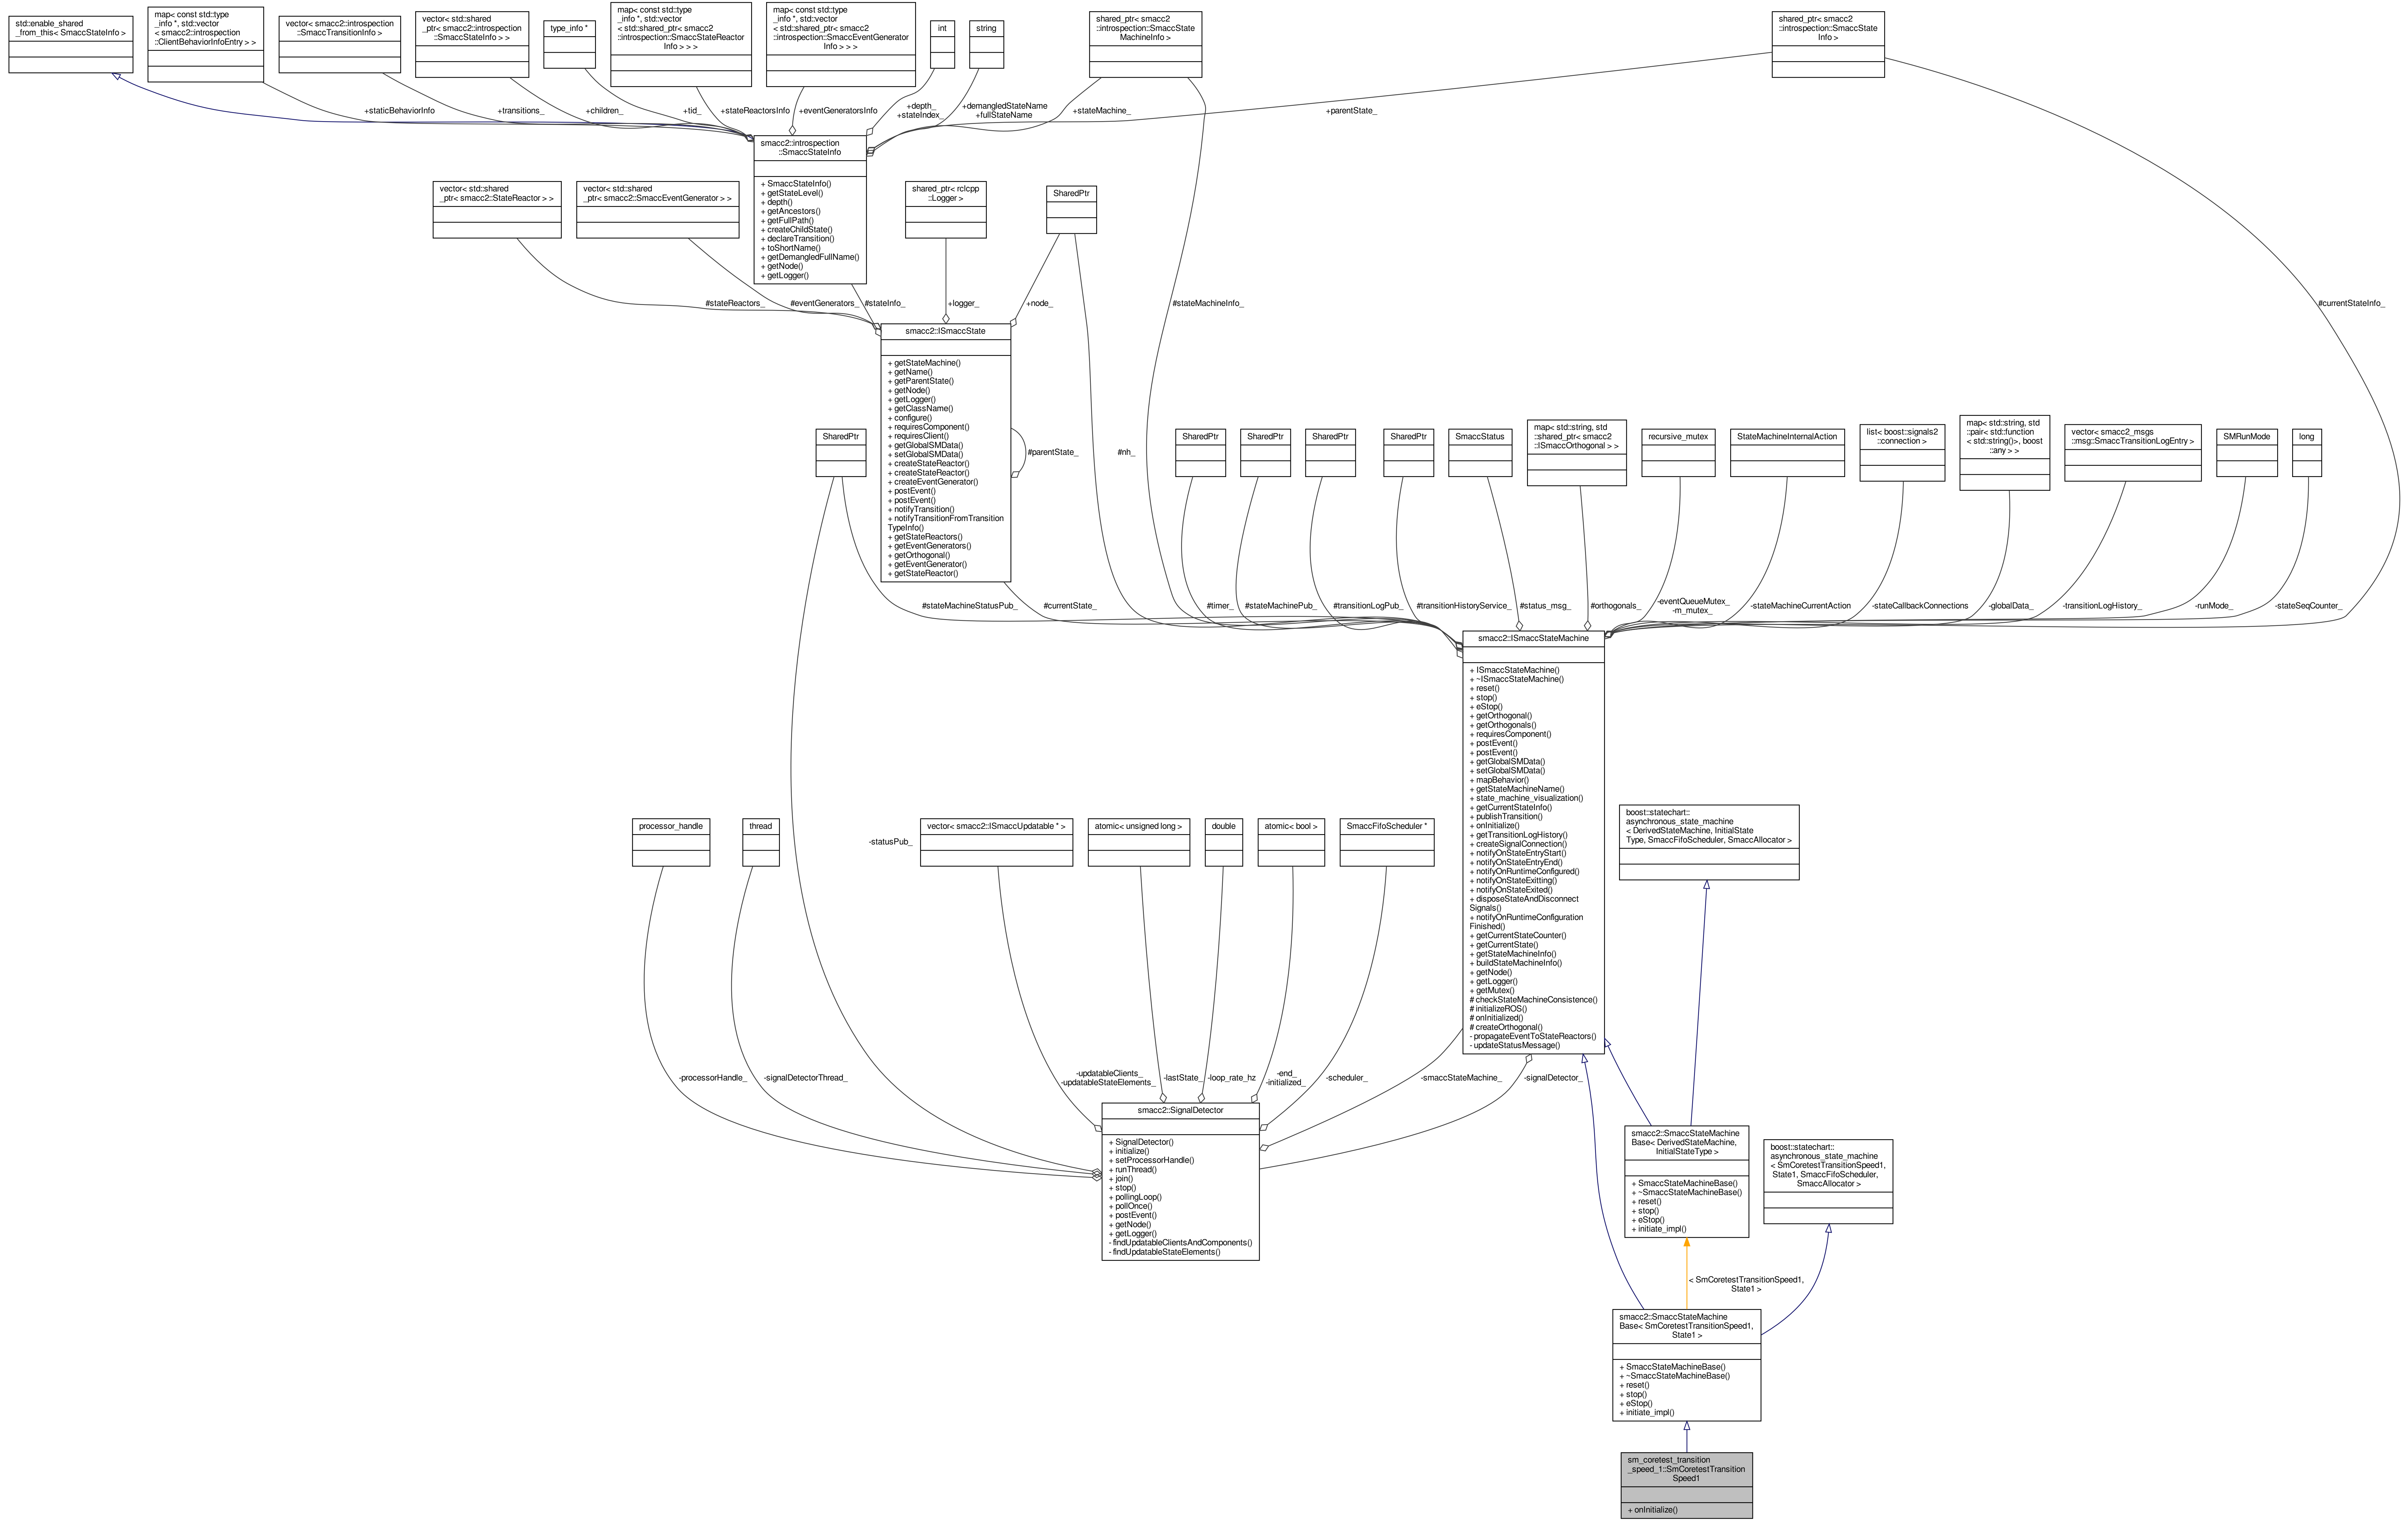 std::enable_shared
_from_this< SmaccStateInfo >
map< const std::type
_info *, std::vector
< smacc2::introspection
::ClientBehaviorInfoEntry > >
vector< smacc2::introspection
::SmaccTransitionInfo >
vector< std::shared
_ptr< smacc2::introspection
::SmaccStateInfo > >
type_info *
map< const std::type
_info *, std::vector
< std::shared_ptr< smacc2
::introspection::SmaccStateReactor
Info > > >
map< const std::type
_info *, std::vector
< std::shared_ptr< smacc2
::introspection::SmaccEventGenerator
Info > > >
int
string
shared_ptr< smacc2
::introspection::SmaccState
MachineInfo >
shared_ptr< smacc2
::introspection::SmaccState
Info >
+staticBehaviorInfo
+transitions_
+children_
+tid_
+stateReactorsInfo
+eventGeneratorsInfo
+depth_
+stateIndex_
+demangledStateName
+fullStateName
+stateMachine_
+parentState_
smacc2::introspection
::SmaccStateInfo
+ SmaccStateInfo()
+ getStateLevel()
+ depth()
+ getAncestors()
+ getFullPath()
+ createChildState()
+ declareTransition()
+ toShortName()
+ getDemangledFullName()
+ getNode()
+ getLogger()
vector< std::shared
_ptr< smacc2::StateReactor > >
vector< std::shared
_ptr< smacc2::SmaccEventGenerator > >
shared_ptr< rclcpp
::Logger >
SharedPtr
#stateReactors_
#eventGenerators_
#stateInfo_
+logger_
+node_
#stateMachineInfo_
#currentStateInfo_
smacc2::ISmaccState
+ getStateMachine()
+ getName()
+ getParentState()
+ getNode()
+ getLogger()
+ getClassName()
+ configure()
+ requiresComponent()
+ requiresClient()
+ getGlobalSMData()
+ setGlobalSMData()
+ createStateReactor()
+ createStateReactor()
+ createEventGenerator()
+ postEvent()
+ postEvent()
+ notifyTransition()
+ notifyTransitionFromTransition
TypeInfo()
+ getStateReactors()
+ getEventGenerators()
+ getOrthogonal()
+ getEventGenerator()
+ getStateReactor()
#parentState_
#nh_
SharedPtr
SharedPtr
SharedPtr
SharedPtr
SharedPtr
SmaccStatus
map< std::string, std
::shared_ptr< smacc2
::ISmaccOrthogonal > >
recursive_mutex
StateMachineInternalAction
list< boost::signals2
::connection >
map< std::string, std
::pair< std::function
< std::string()>, boost
::any > >
vector< smacc2_msgs
::msg::SmaccTransitionLogEntry >
SMRunMode
long
#stateMachineStatusPub_
#currentState_
#timer_
#stateMachinePub_
#transitionLogPub_
#transitionHistoryService_
#status_msg_
#orthogonals_
-eventQueueMutex_
-m_mutex_
-stateMachineCurrentAction
-stateCallbackConnections
-globalData_
-transitionLogHistory_
-runMode_
-stateSeqCounter_
smacc2::ISmaccStateMachine
+ ISmaccStateMachine()
+ ~ISmaccStateMachine()
+ reset()
+ stop()
+ eStop()
+ getOrthogonal()
+ getOrthogonals()
+ requiresComponent()
+ postEvent()
+ postEvent()
+ getGlobalSMData()
+ setGlobalSMData()
+ mapBehavior()
+ getStateMachineName()
+ state_machine_visualization()
+ getCurrentStateInfo()
+ publishTransition()
+ onInitialize()
+ getTransitionLogHistory()
+ createSignalConnection()
+ notifyOnStateEntryStart()
+ notifyOnStateEntryEnd()
+ notifyOnRuntimeConfigured()
+ notifyOnStateExitting()
+ notifyOnStateExited()
+ disposeStateAndDisconnect
Signals()
+ notifyOnRuntimeConfiguration
Finished()
+ getCurrentStateCounter()
+ getCurrentState()
+ getStateMachineInfo()
+ buildStateMachineInfo()
+ getNode()
+ getLogger()
+ getMutex()
# checkStateMachineConsistence()
# initializeROS()
# onInitialized()
# createOrthogonal()
- propagateEventToStateReactors()
- updateStatusMessage()
processor_handle
thread
-statusPub_
vector< smacc2::ISmaccUpdatable * >
atomic< unsigned long >
double
atomic< bool >
SmaccFifoScheduler *
boost::statechart::
asynchronous_state_machine
< DerivedStateMachine, InitialState
Type, SmaccFifoScheduler, SmaccAllocator >
-processorHandle_
-signalDetectorThread_
-updatableClients_
-updatableStateElements_
-lastState_
-loop_rate_hz
-end_
-initialized_
-scheduler_
-smaccStateMachine_
-signalDetector_
smacc2::SignalDetector
+ SignalDetector()
+ initialize()
+ setProcessorHandle()
+ runThread()
+ join()
+ stop()
+ pollingLoop()
+ pollOnce()
+ postEvent()
+ getNode()
+ getLogger()
- findUpdatableClientsAndComponents()
- findUpdatableStateElements()
smacc2::SmaccStateMachine
Base< DerivedStateMachine,
InitialStateType >
+ SmaccStateMachineBase()
+ ~SmaccStateMachineBase()
+ reset()
+ stop()
+ eStop()
+ initiate_impl()
boost::statechart::
asynchronous_state_machine
< SmCoretestTransitionSpeed1,
State1, SmaccFifoScheduler,
SmaccAllocator >
< SmCoretestTransitionSpeed1,
State1 >
smacc2::SmaccStateMachine
Base< SmCoretestTransitionSpeed1,
State1 >
+ SmaccStateMachineBase()
+ ~SmaccStateMachineBase()
+ reset()
+ stop()
+ eStop()
+ initiate_impl()
sm_coretest_transition
_speed_1::SmCoretestTransition
Speed1
+ onInitialize()